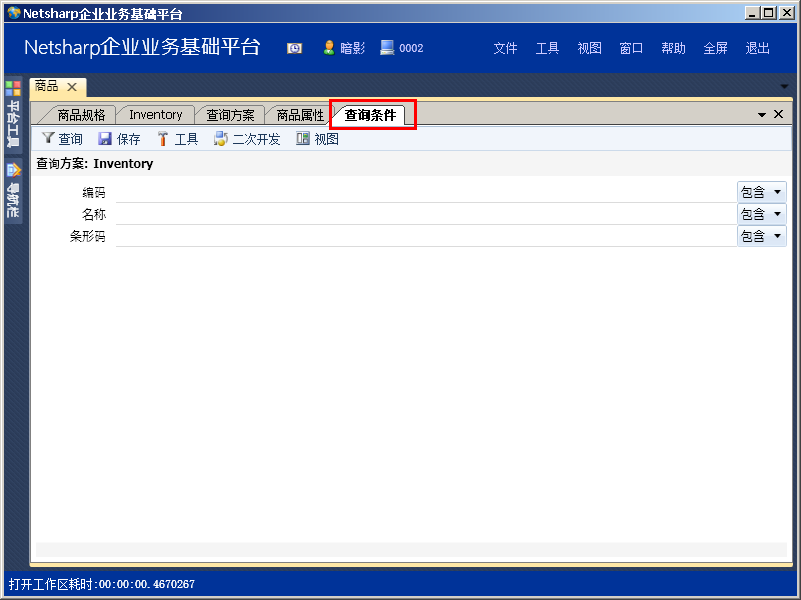 Netsharp企业业务基础平台
Netsharp企业业务基础平台 暗影 0002 文件 工具 视图 窗口 帮助 全屏 退出
平台工具
导航栏
商品
商品规格 Inventory 查询方案 商品属性 查询条件
查询 保存 工具 二次开发 视图
查询方案: Inventory
编码 包含
名称 包含
条形码 包含
打开工作区耗时:00:00:00.4670267